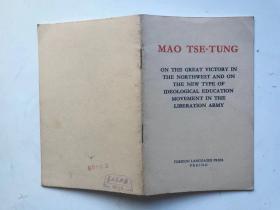 MAO TSE-TUNG
ON THE GREAT VICTORY IN
THE NORTHWEST AND ON
THE NEW TYPE OF
IDEOLOGICAL EDUCATION
MOVEMENT IN THE
LIBERATION ARMY
FOREIGN LANGUAGES PRESS
PEKING